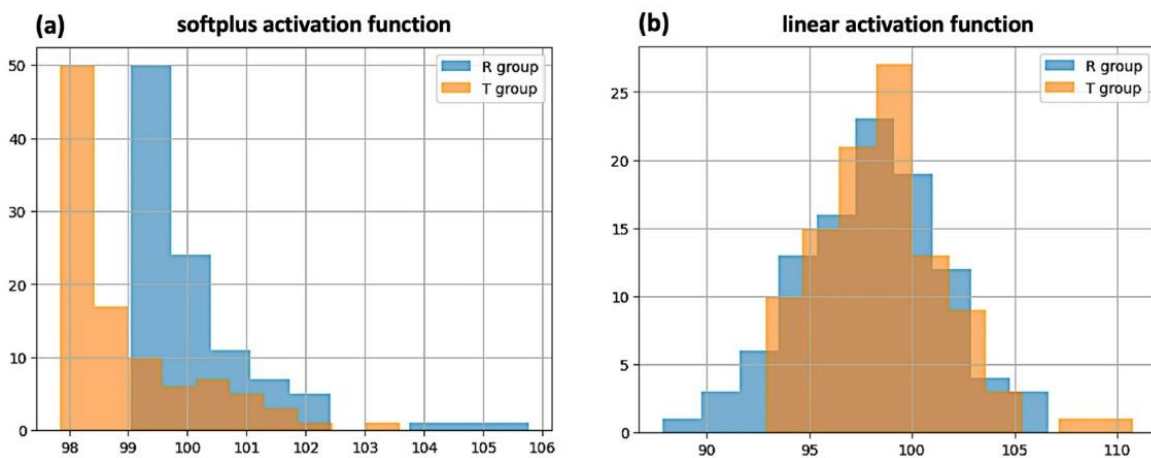 (a) softplus activation function
R group
T group
50
40
30
20
10
0
98 99 100 101 102 103 104 105 106
(b) linear activation function
R group
T group
25
20
15
10
5
0
90 95 100 105 110